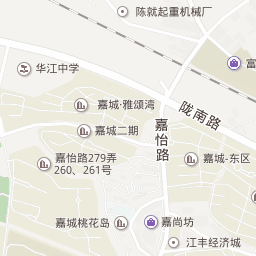 陈就起重机械厂
富
华江中学
嘉城·雅颂湾
陇南路
嘉城二期
嘉怡路
嘉怡路279弄
260、261号
嘉城·东区
嘉城桃花岛
嘉尚坊
江丰经济城